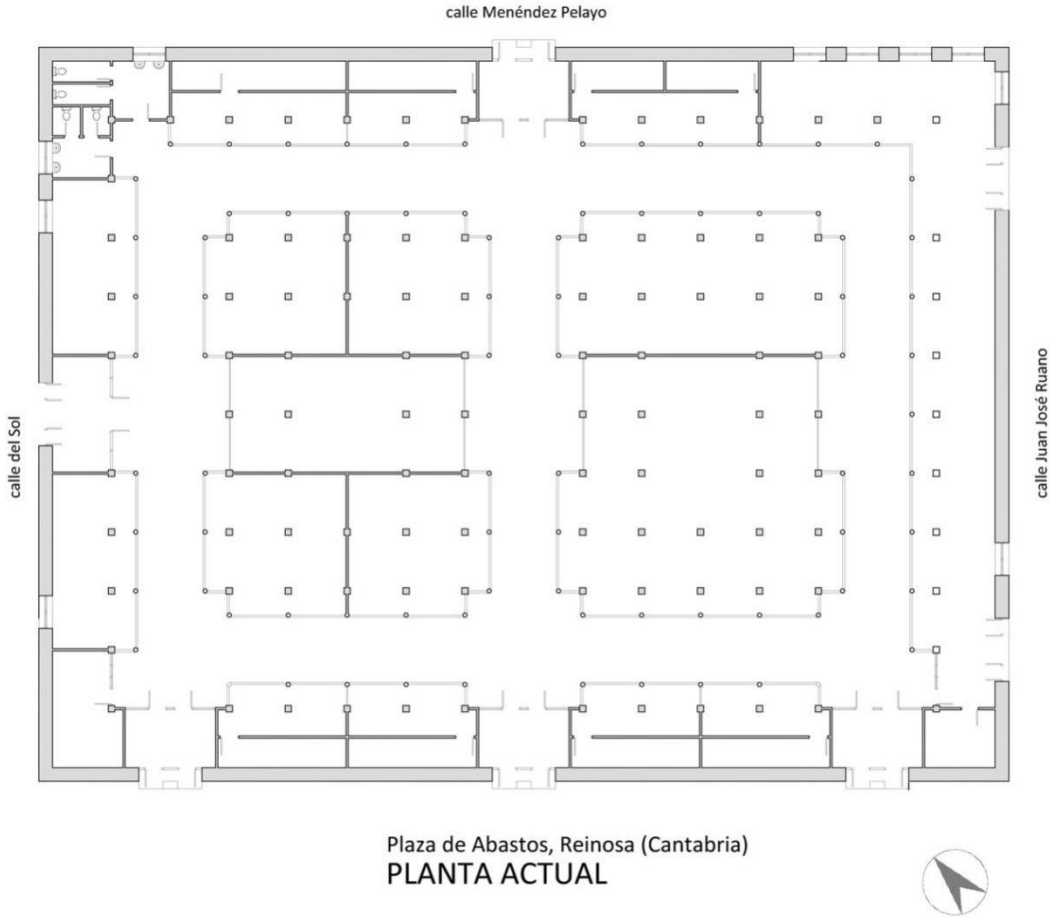 calle Menéndez Pelayo
calle del Sol
calle Juan José Ruano
Plaza de Abastos, Reinosa (Cantabria)
PLANTA ACTUAL